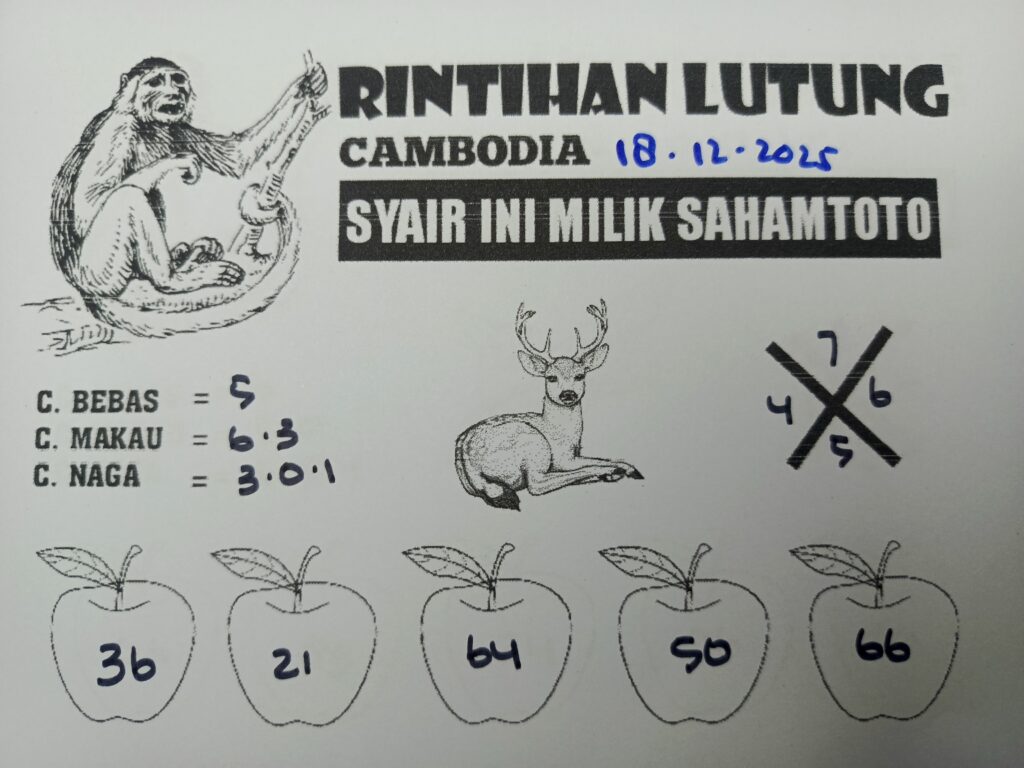 RINTIHAN LUTUNG
CAMBODIA 18.12.2025
SYAIR INI MILIK SAHAMTOTO
7
4 6
5
C. BEBAS = 5
C. MAKAU = 6.3
C. NAGA = 3.0.1
36 21 64 50 66